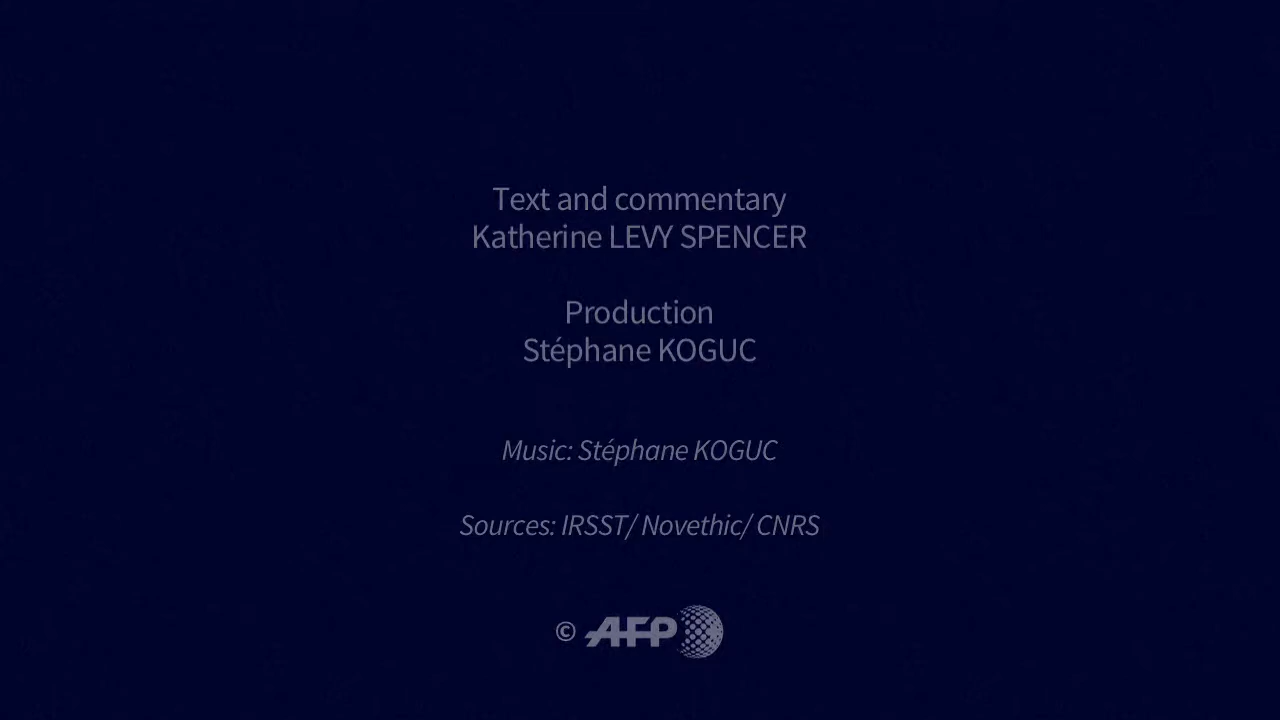 Text and commentary
Katherine LEVY SPENCER
Production
Stéphane KOGUC
Music: Stéphane KOGUC
Sources: IRSST/ Novethic/ CNRS
© AFP